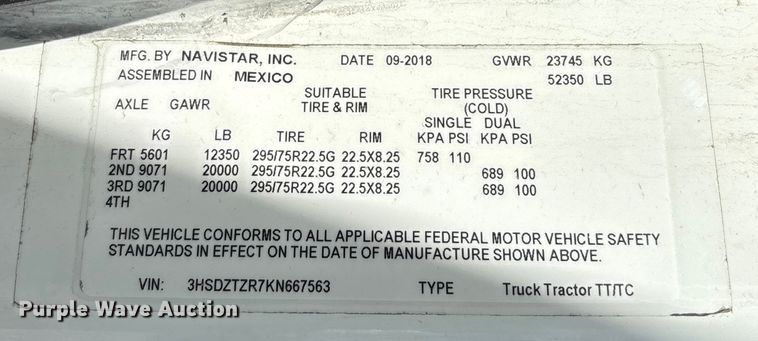 MFG. BY NAVISTAR, INC. DATE 09-2018 GVWR 23745 KG
ASSEMBLED IN MEXICO 52350 LB
SUITABLE TIRE PRESSURE
AXLE GAWR TIRE & RIM (COLD)
SINGLE DUAL
KG LB TIRE RIM KPA PSI KPA PSI
FRT 5601 12350 295/75R22.5G 22.5X8.25 758 110
2ND 9071 20000 295/75R22.5G 22.5X8.25 689 100
3RD 9071 20000 295/75R22.5G 22.5X8.25 689 100
4TH
THIS VEHICLE CONFORMS TO ALL APPLICABLE FEDERAL MOTOR VEHICLE SAFETY
STANDARDS IN EFFECT ON THE DATE OF MANUFACTURE SHOWN ABOVE.
VIN: 3HSDZTZR7KN667563 TYPE Truck Tractor TT/TC
Purple Wave Auction